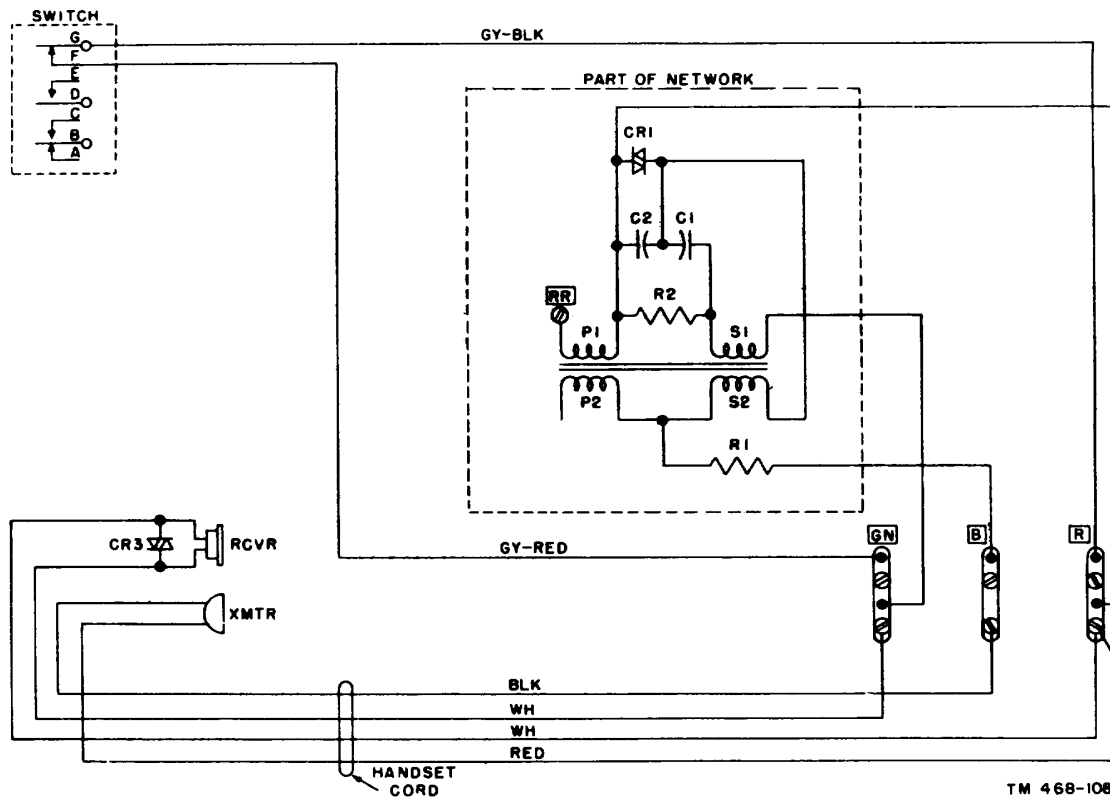 SWITCH
G
F
E
D
C
B
A
GY-BLK
PART OF NETWORK
CR1
C2 C1
RR
R2
P1 S1
P2 S2
R1
CR3 RCVR
XMTR
GY-RED
GN B R
BLK
WH
WH
RED
HANDSET
CORD
TM 468-108